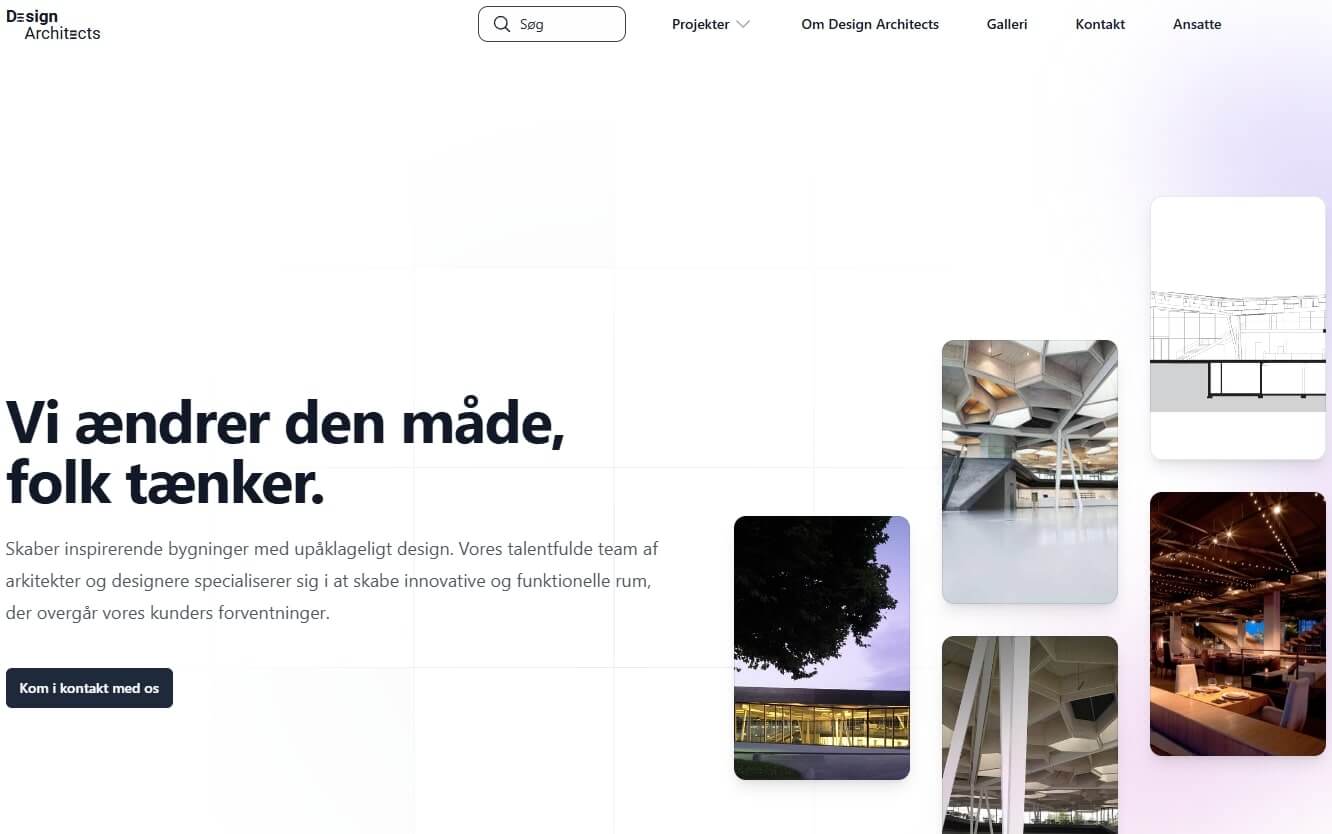 Design
Architects
Søg
Projekter
Om Design Architects
Galleri
Kontakt
Ansatte
Vi ændrer den måde,
folk tænker.
Skaber inspirerende bygninger med upåklageligt design. Vores talentfulde team af
arkitekter og designere specialiserer sig i at skabe innovative og funktionelle rum,
der overgår vores kunders forventninger.
Kom i kontakt med os